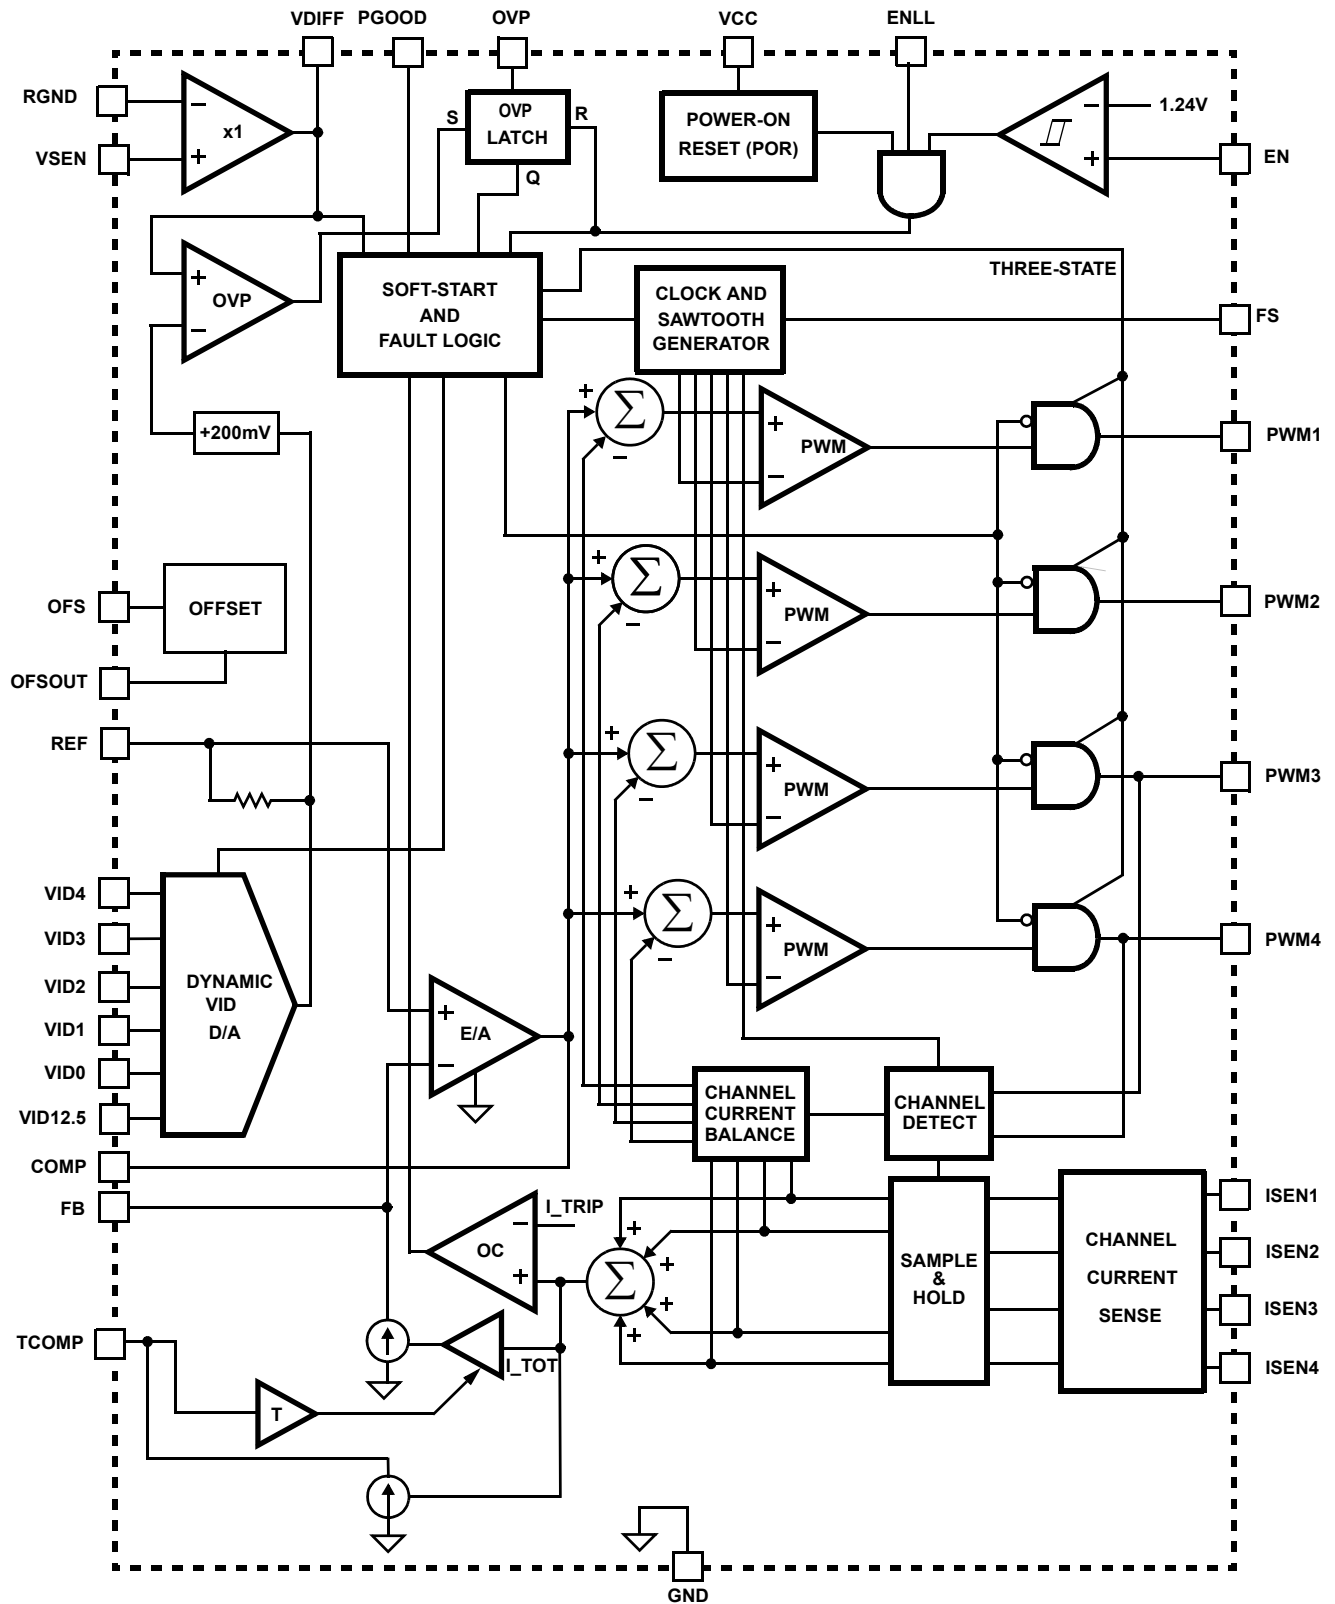 VDIFF PGOOD OVP VCC ENLL
RGND
VSEN
−
x1
+
S
OVP
LATCH
R
Q
POWER-ON
RESET (POR)
−
1.24V
+
EN
+
OVP
−
SOFT-START
AND
FAULT LOGIC
CLOCK AND
SAWTOOTH
GENERATOR
THREE-STATE
FS
+200mV
+
Σ
−
+
PWM
−
PWM1
OFS
OFFSET
OFSOUT
+
Σ
−
+
PWM
−
PWM2
REF
+
Σ
−
+
PWM
−
PWM3
VID4
VID3
VID2
VID1
VID0
VID12.5
DYNAMIC
VID
D/A
+
Σ
−
+
PWM
−
PWM4
+
E/A
−
COMP
FB
CHANNEL
CURRENT
BALANCE
CHANNEL
DETECT
I_TRIP
−
OC
+
+
+
Σ
+
+
SAMPLE
&
HOLD
CHANNEL
CURRENT
SENSE
ISEN1
ISEN2
ISEN3
ISEN4
TCOMP
I_TOT
T
GND